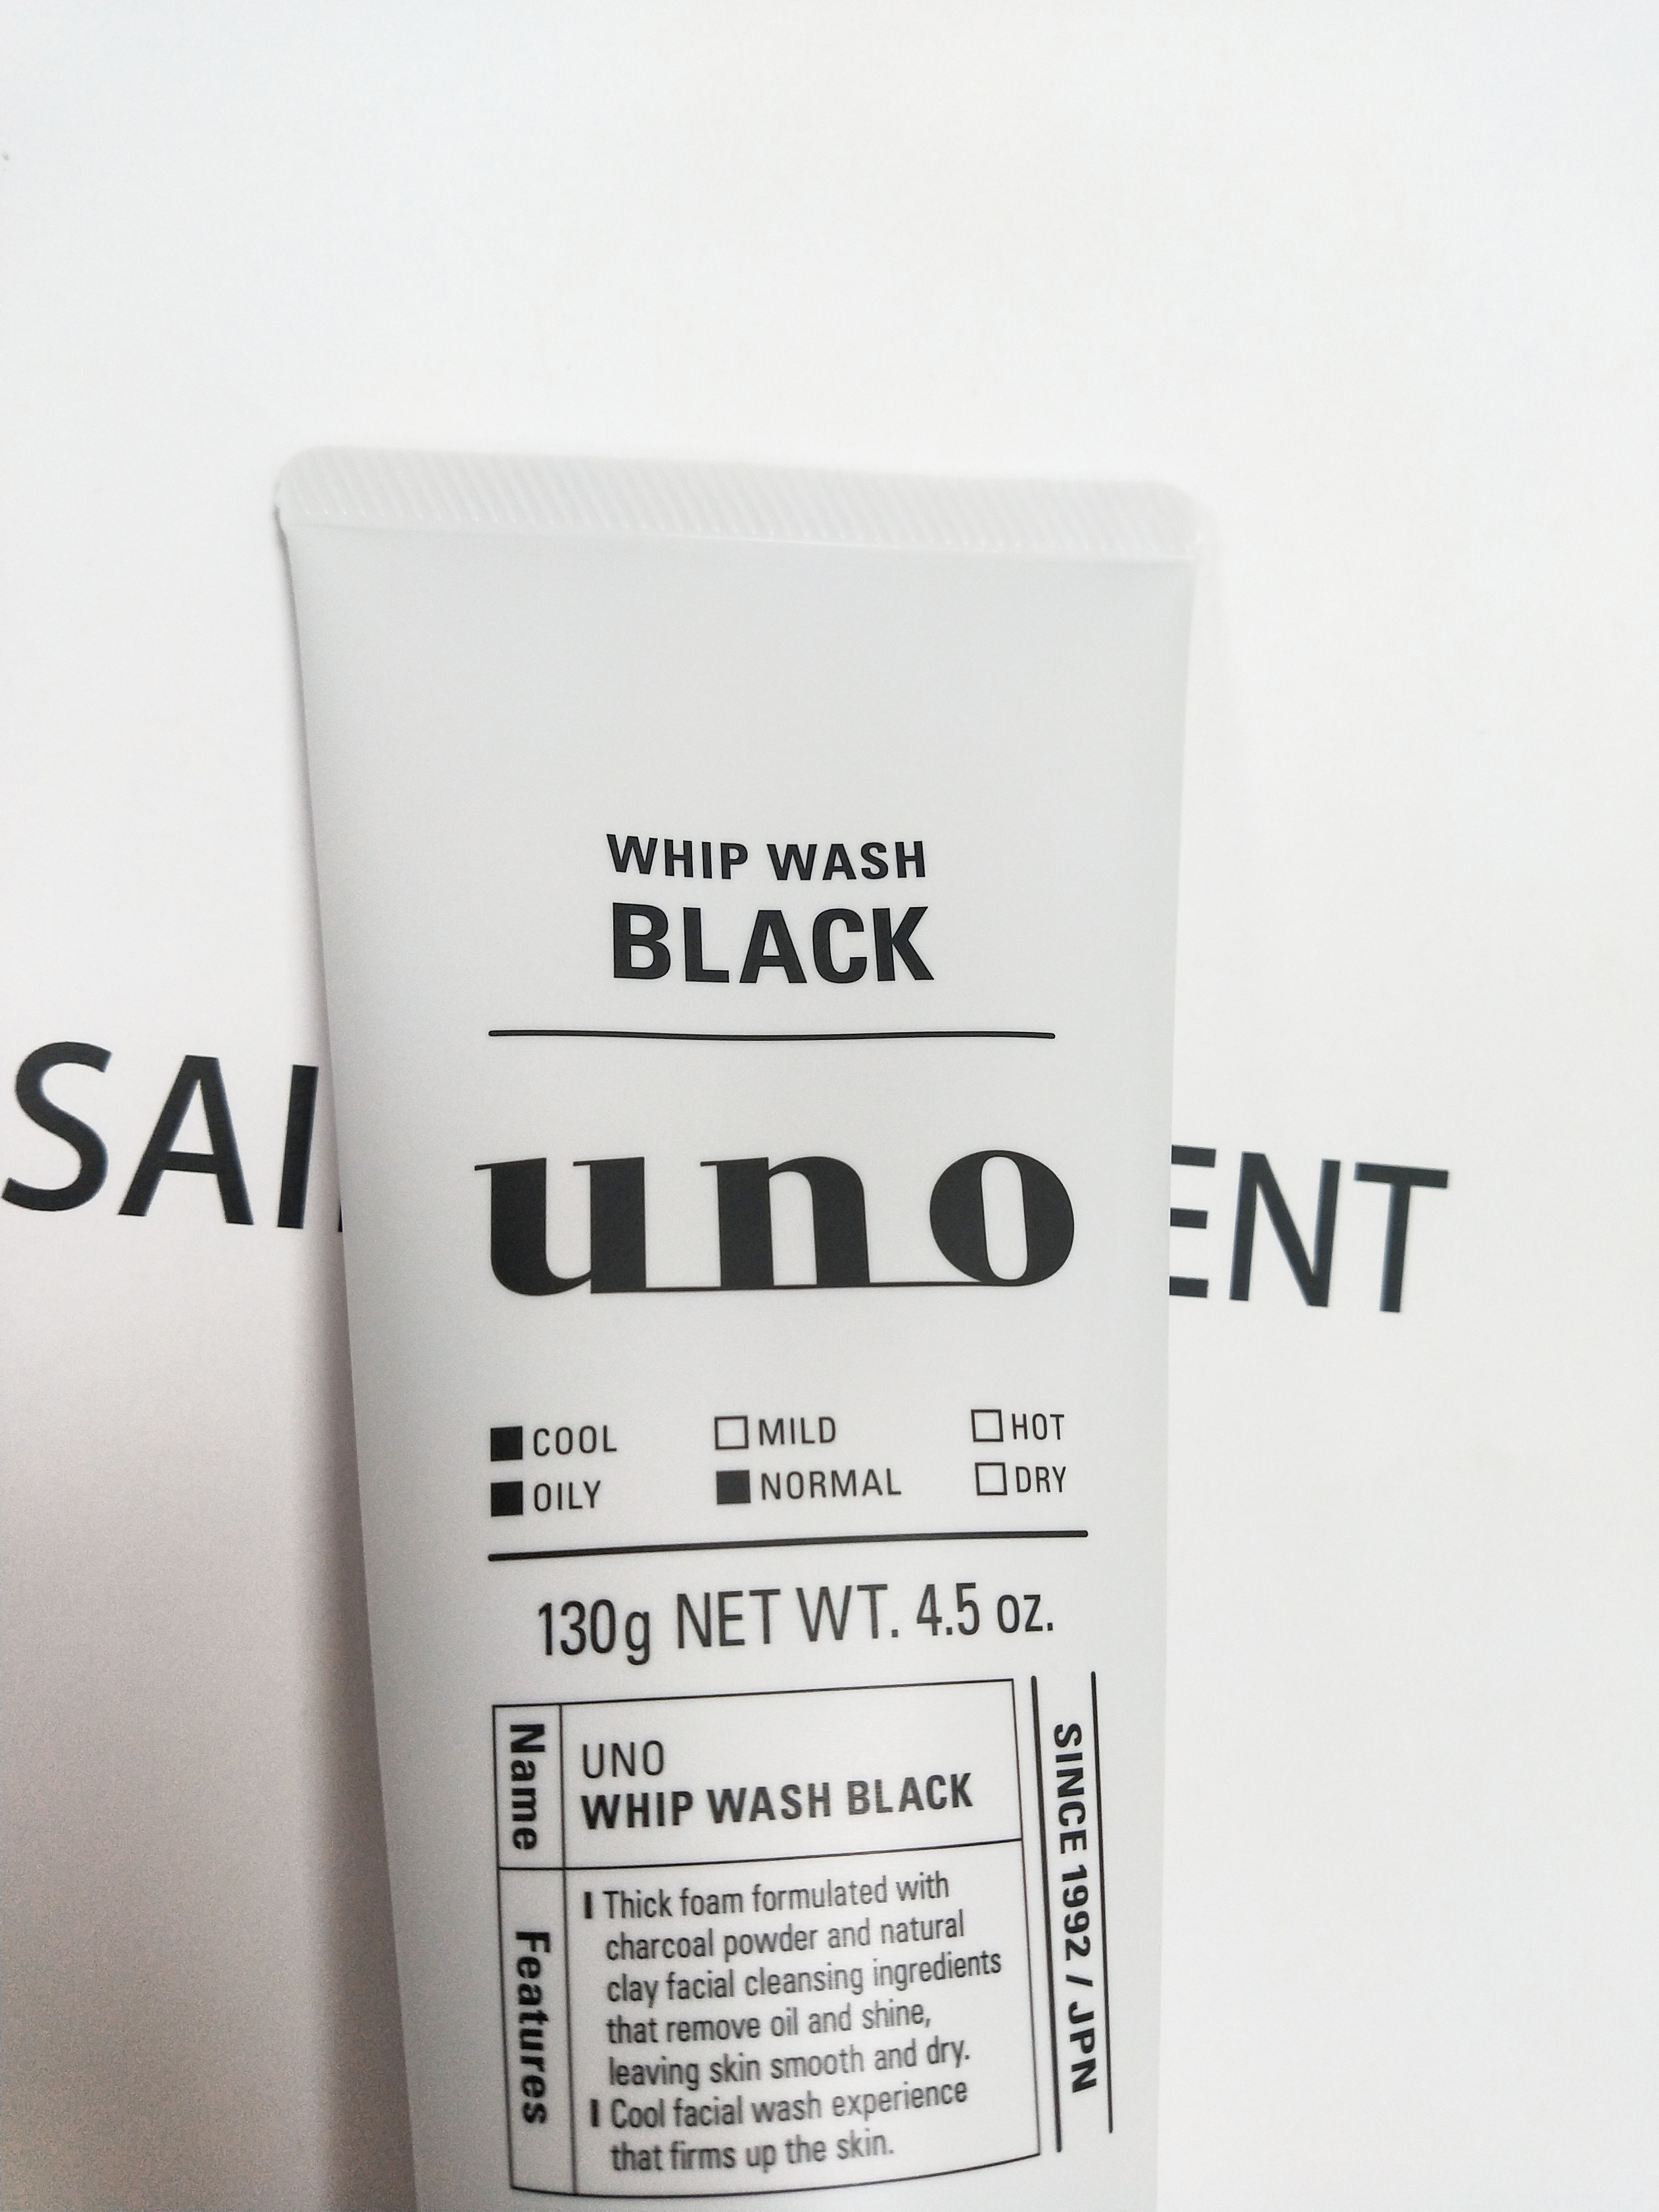 WHIP WASH
BLACK
SAI
uno
ENT
COOL MILD HOT
OILY NORMAL DRY
130g NET WT. 4.5 oz.
Name
UNO
WHIP WASH BLACK
Features
Thick foam formulated with
charcoal powder and natural
clay facial cleansing ingredients
that remove oil and shine,
leaving skin smooth and dry.
Cool facial wash experience
that firms up the skin.
SINCE 1992 / JPN